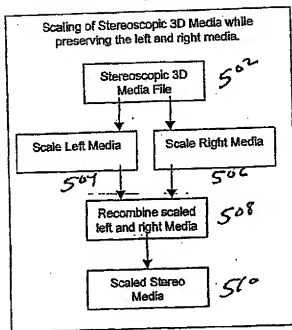 Scaling of Stereoscopic 3D Media while
preserving the left and right media.
Stereoscopic 3D
Media File
502
Scale Left Media
Scale Right Media
504
506
Recombine scaled
left and right Media
508
Scaled Stereo
Media
510